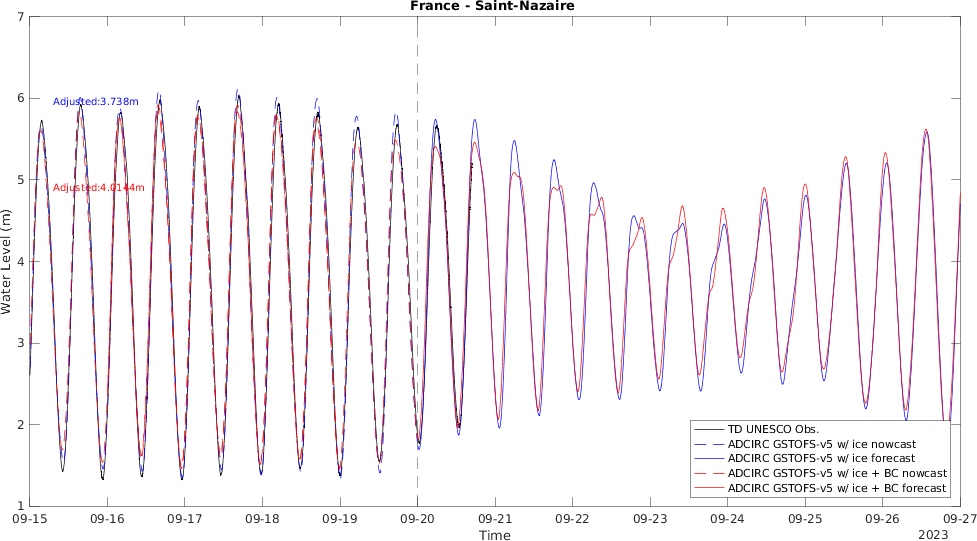 France - Saint-Nazaire
7
6
5
4
3
2
1
Water Level (m)
Adjusted:3.738m
Adjusted:4.0144m
TD UNESCO Obs.
ADCIRC GSTOFS-v5 w/ ice nowcast
ADCIRC GSTOFS-v5 w/ ice forecast
ADCIRC GSTOFS-v5 w/ ice + BC nowcast
ADCIRC GSTOFS-v5 w/ ice + BC forecast
09-15 09-16 09-17 09-18 09-19 09-20 09-21 09-22 09-23 09-24 09-25 09-26 09-27
Time
2023